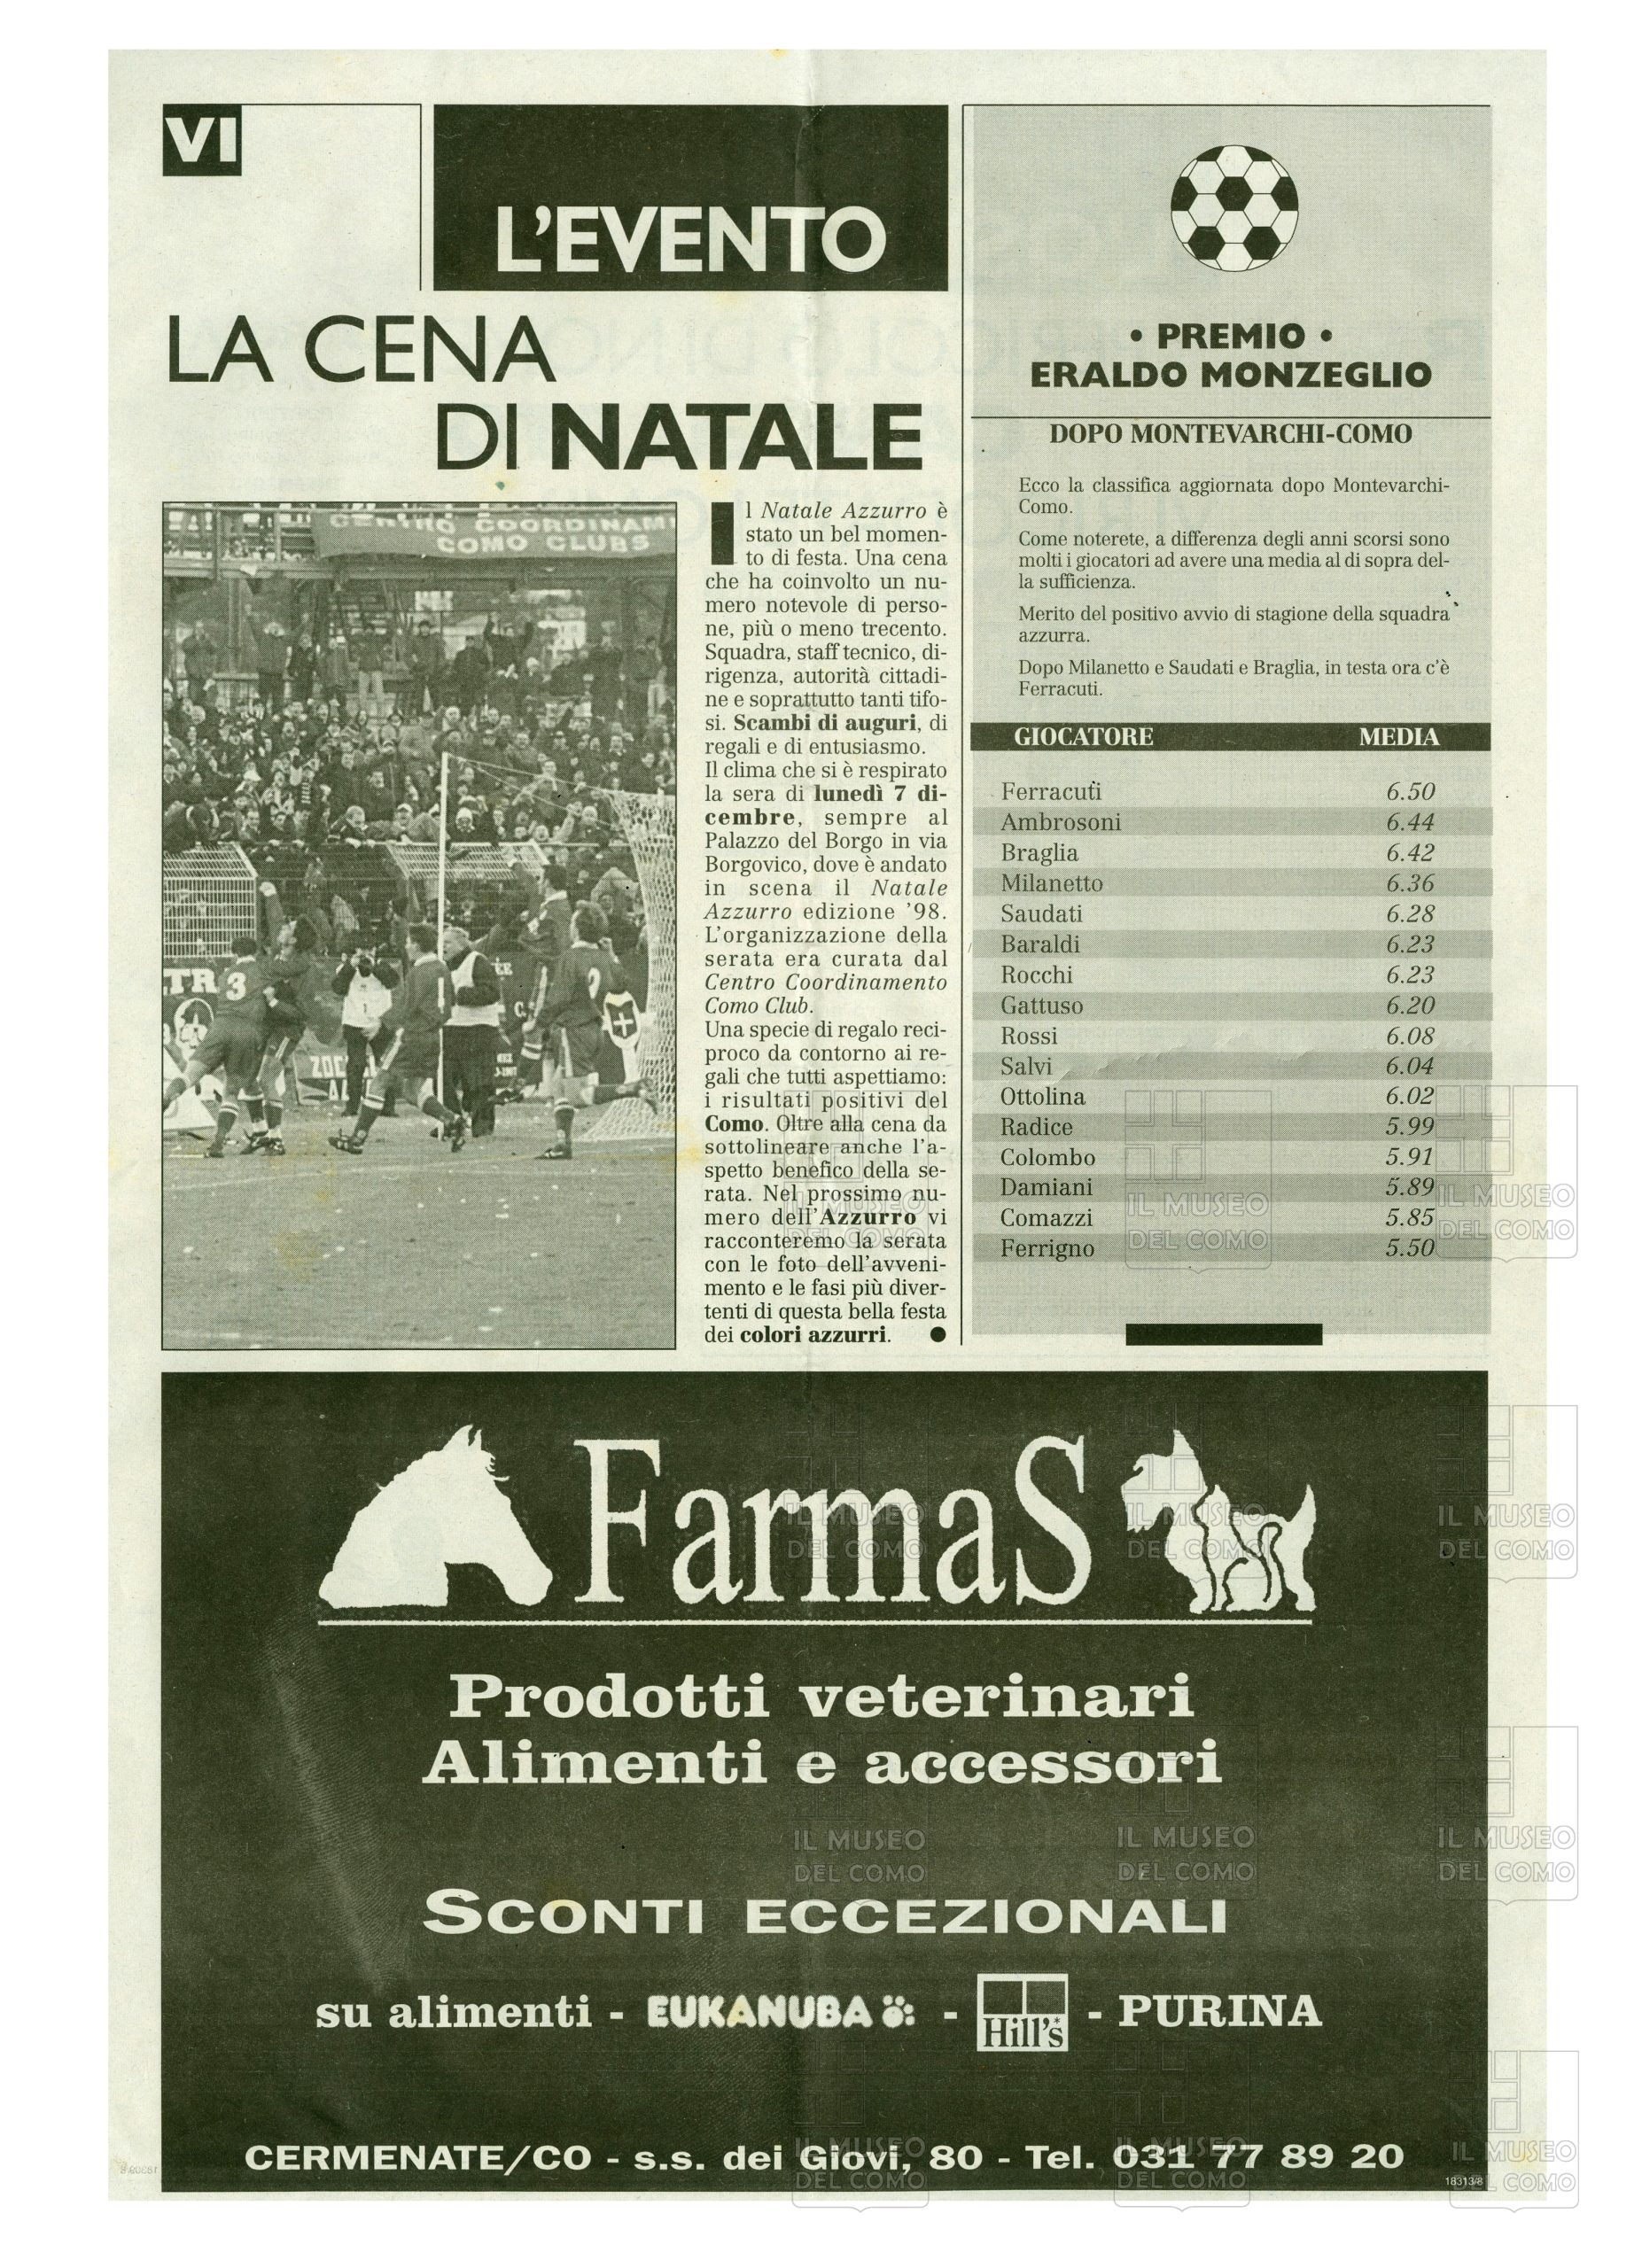 VI
L'EVENTO
LA CENA
DI NATALE
CENTRO COORDINAM
COMO CLUBS
3
Il Natale Azzurro è
stato un bel momen-
to di festa. Una cena
che ha coinvolto un nu-
mero notevole di perso-
ne, più o meno trecento.
Squadra, staff tecnico, di-
rigenza, autorità cittadi-
ne e soprattutto tanti tifo-
si. Scambi di auguri, di
regali e di entusiasmo.
Il clima che si è respirato
la sera di lunedì 7 di-
cembre, sempre al
Palazzo del Borgo in via
Borgovico, dove è andato
in scena il Natale
Azzurro edizione '98.
L'organizzazione della
serata era curata dal
Centro Coordinamento
Como Club.
Una specie di regalo reci-
proco da contorno ai re-
gali che tutti aspettiamo:
i risultati positivi del
Como. Oltre alla cena da
sottolineare anche l'a-
spetto benefico della se-
rata. Nel prossimo nu-
mero dell'Azzurro vi
racconteremo la serata
con le foto dell'avveni-
mento e le fasi più diver-
tenti di questa bella festa
dei colori azzurri. ●
• PREMIO •
ERALDO MONZEGLIO
DOPO MONTEVARCHI-COMO
Ecco la classifica aggiornata dopo Montevarchi-
Como.
Come noterete, a differenza degli anni scorsi sono
molti i giocatori ad avere una media al di sopra del-
la sufficienza.
Merito del positivo avvio di stagione della squadra
azzurra.
Dopo Milanetto e Saudati e Braglia, in testa ora c'è
Ferracuti.
GIOCATORE MEDIA
Ferracuti 6.50
Ambrosoni 6.44
Braglia 6.42
Milanetto 6.36
Saudati 6.28
Baraldi 6.23
Rocchi 6.23
Gattuso 6.20
Rossi 6.08
Salvi 6.04
Ottolina 6.02
Radice 5.99
Colombo 5.91
Damiani 5.89
Comazzi 5.85
Ferrigno 5.50
FarmaS
Prodotti veterinari
Alimenti e accessori
SCONTI ECCEZIONALI
su alimenti - EUKANUBA - Hill's - PURINA
CERMENATE/CO - s.s. dei Giovi, 80 - Tel. 031 77 89 20
IL MUSEO
DEL COMO